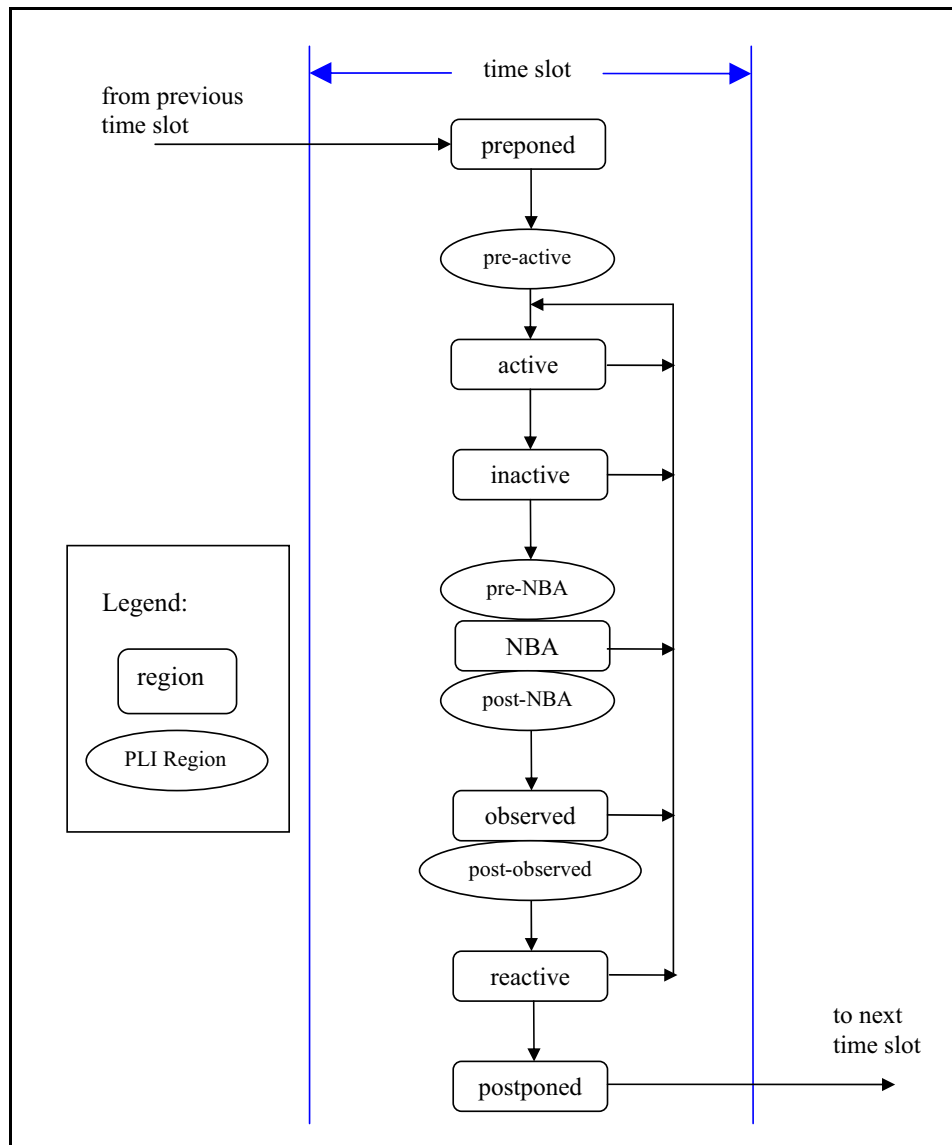 time slot
from previous
time slot
preponed
pre-active
active
inactive
pre-NBA
NBA
post-NBA
observed
post-observed
reactive
postponed
to next
time slot
Legend:
region
PLI Region